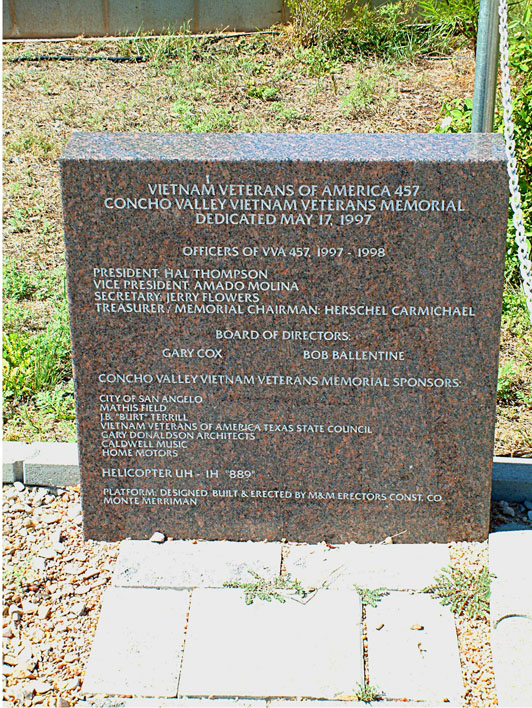 VIETNAM VETERANS OF AMERICA 457
CONCHO VALLEY VIETNAM VETERANS MEMORIAL
DEDICATED MAY 17, 1997
OFFICERS OF VVA 457, 1997 - 1998
PRESIDENT: HAL THOMPSON
VICE PRESIDENT: AMADO MOLINA
SECRETARY: JERRY FLOWERS
TREASURER / MEMORIAL CHAIRMAN: HERSCHEL CARMICHAEL
BOARD OF DIRECTORS:
GARY COX BOB BALLENTINE
CONCHO VALLEY VIETNAM VETERANS MEMORIAL SPONSORS:
CITY OF SAN ANGELO
MATHIS FIELD
J.B. "BURT" TERRILL
VIETNAM VETERANS OF AMERICA TEXAS STATE COUNCIL
GARY DONALDSON ARCHITECTS
CALDWELL MUSIC
HOME MOTORS
HELICOPTER UH - 1H "889"
PLATFORM: DESIGNED, BUILT & ERECTED BY M&M ERECTORS CONST. CO
MONTE MERRIMAN